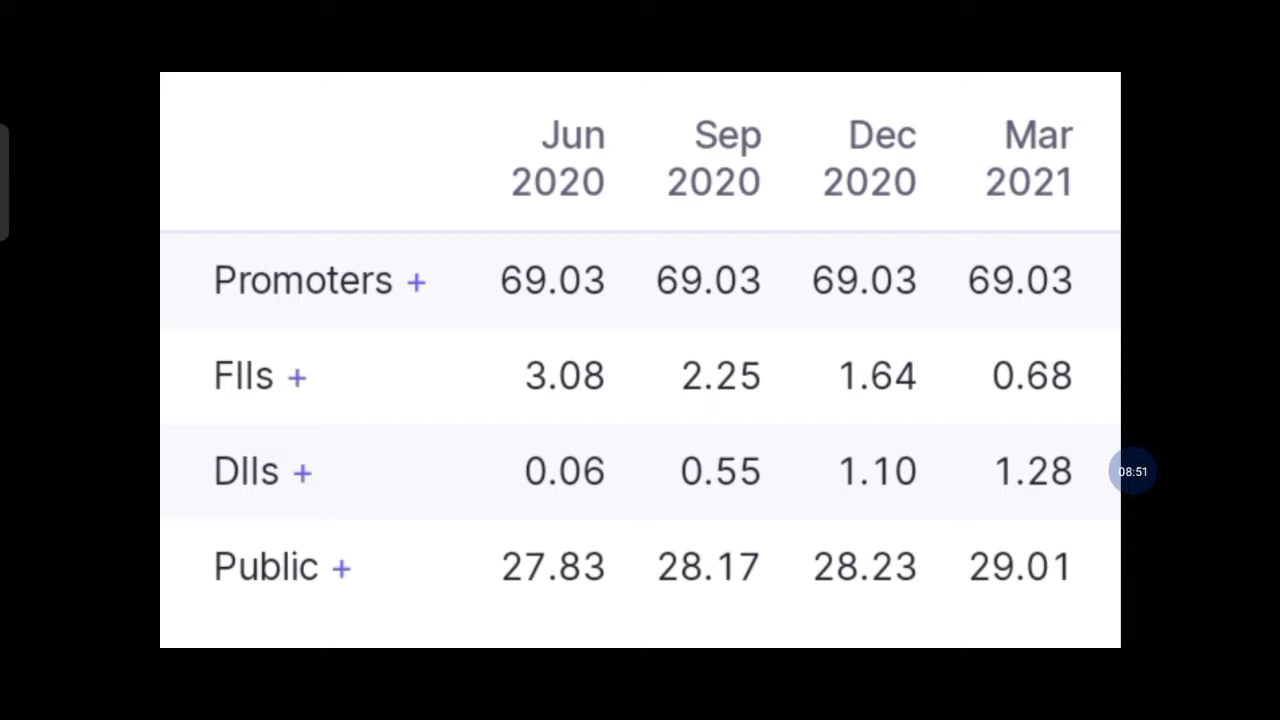 Jun Sep Dec Mar
2020 2020 2020 2021
Promoters + 69.03 69.03 69.03 69.03
FIIs + 3.08 2.25 1.64 0.68
DIIs + 0.06 0.55 1.10 1.28
Public + 27.83 28.17 28.23 29.01
08:51